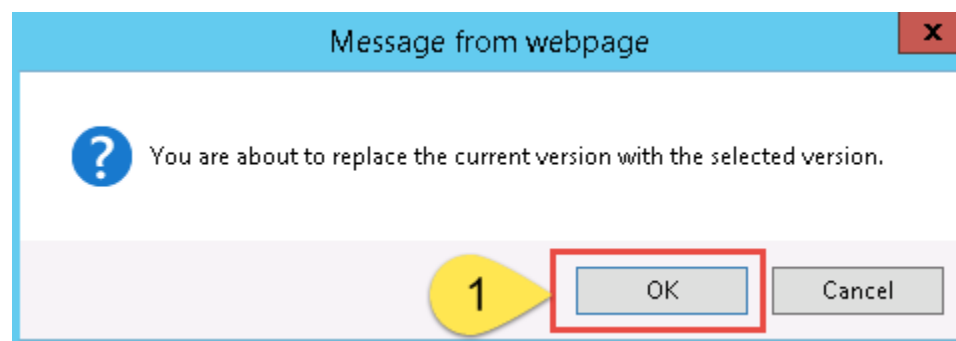 Message from webpage
x
?
You are about to replace the current version with the selected version.
1
OK
Cancel